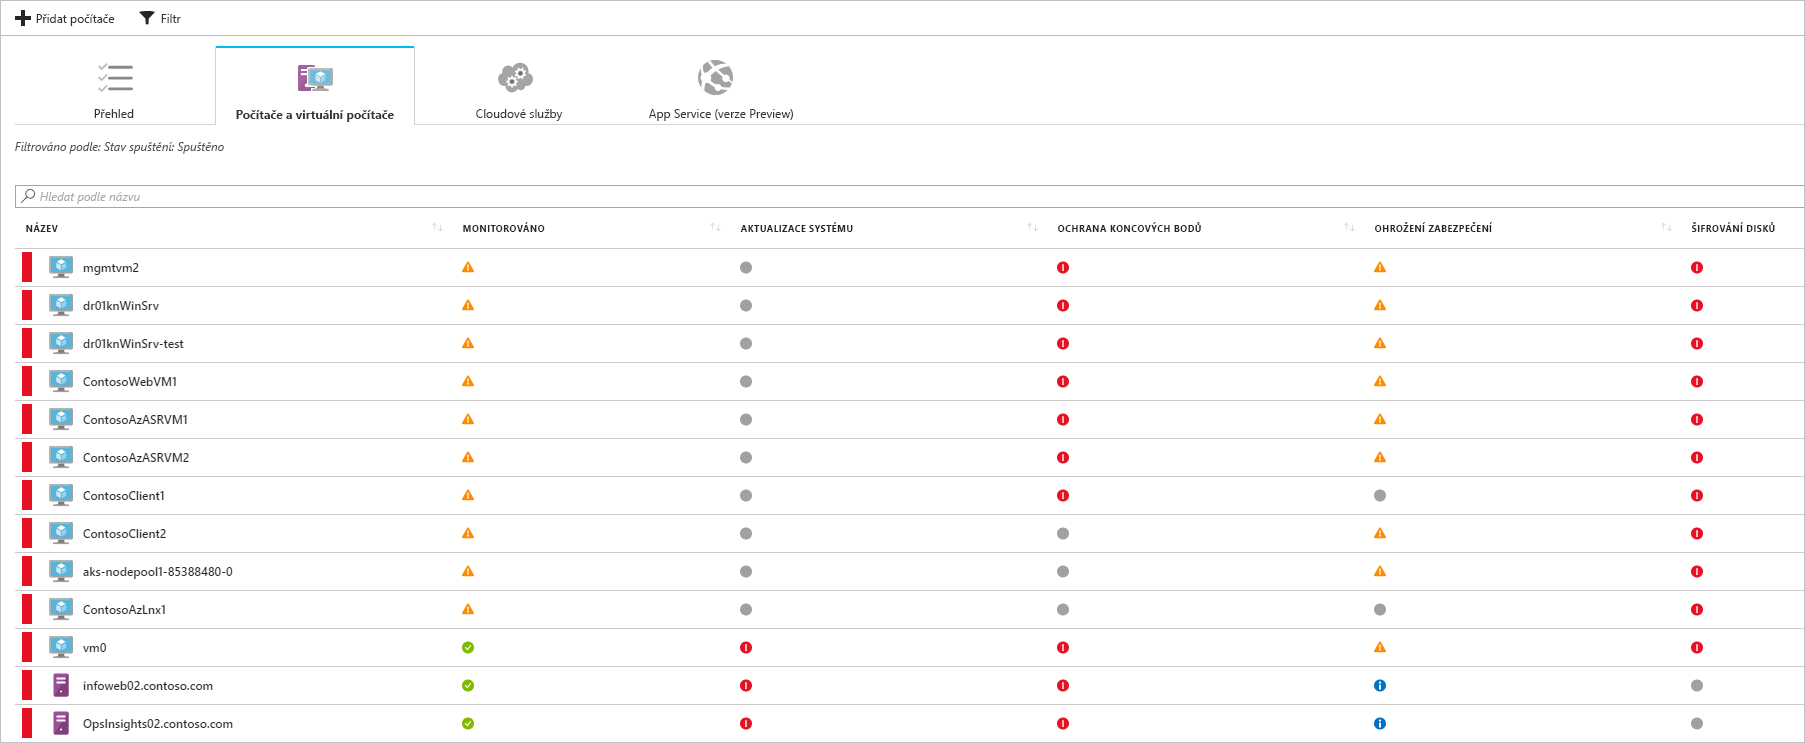 Přidat počítače Filtr
Přehled Počítače a virtuální počítače Cloudové služby App Service (verze Preview)
Filtrováno podle: Stav spuštění: Spuštěno
Hledat podle názvu
NÁZEV MONITOROVÁNO AKTUALIZACE SYSTÉMU OCHRANA KONCOVÝCH BODŮ OHROŽENÍ ZABEZPEČENÍ ŠIFROVÁNÍ DISKŮ
mgmtvm2
dr01knWinSrv
dr01knWinSrv-test
ContosoWebVM1
ContosoAzASRVM1
ContosoAzASRVM2
ContosoClient1
ContosoClient2
aks-nodepool1-85388480-0
ContosoAzLnx1
vm0
infoweb02.contoso.com
OpsInsights02.contoso.com